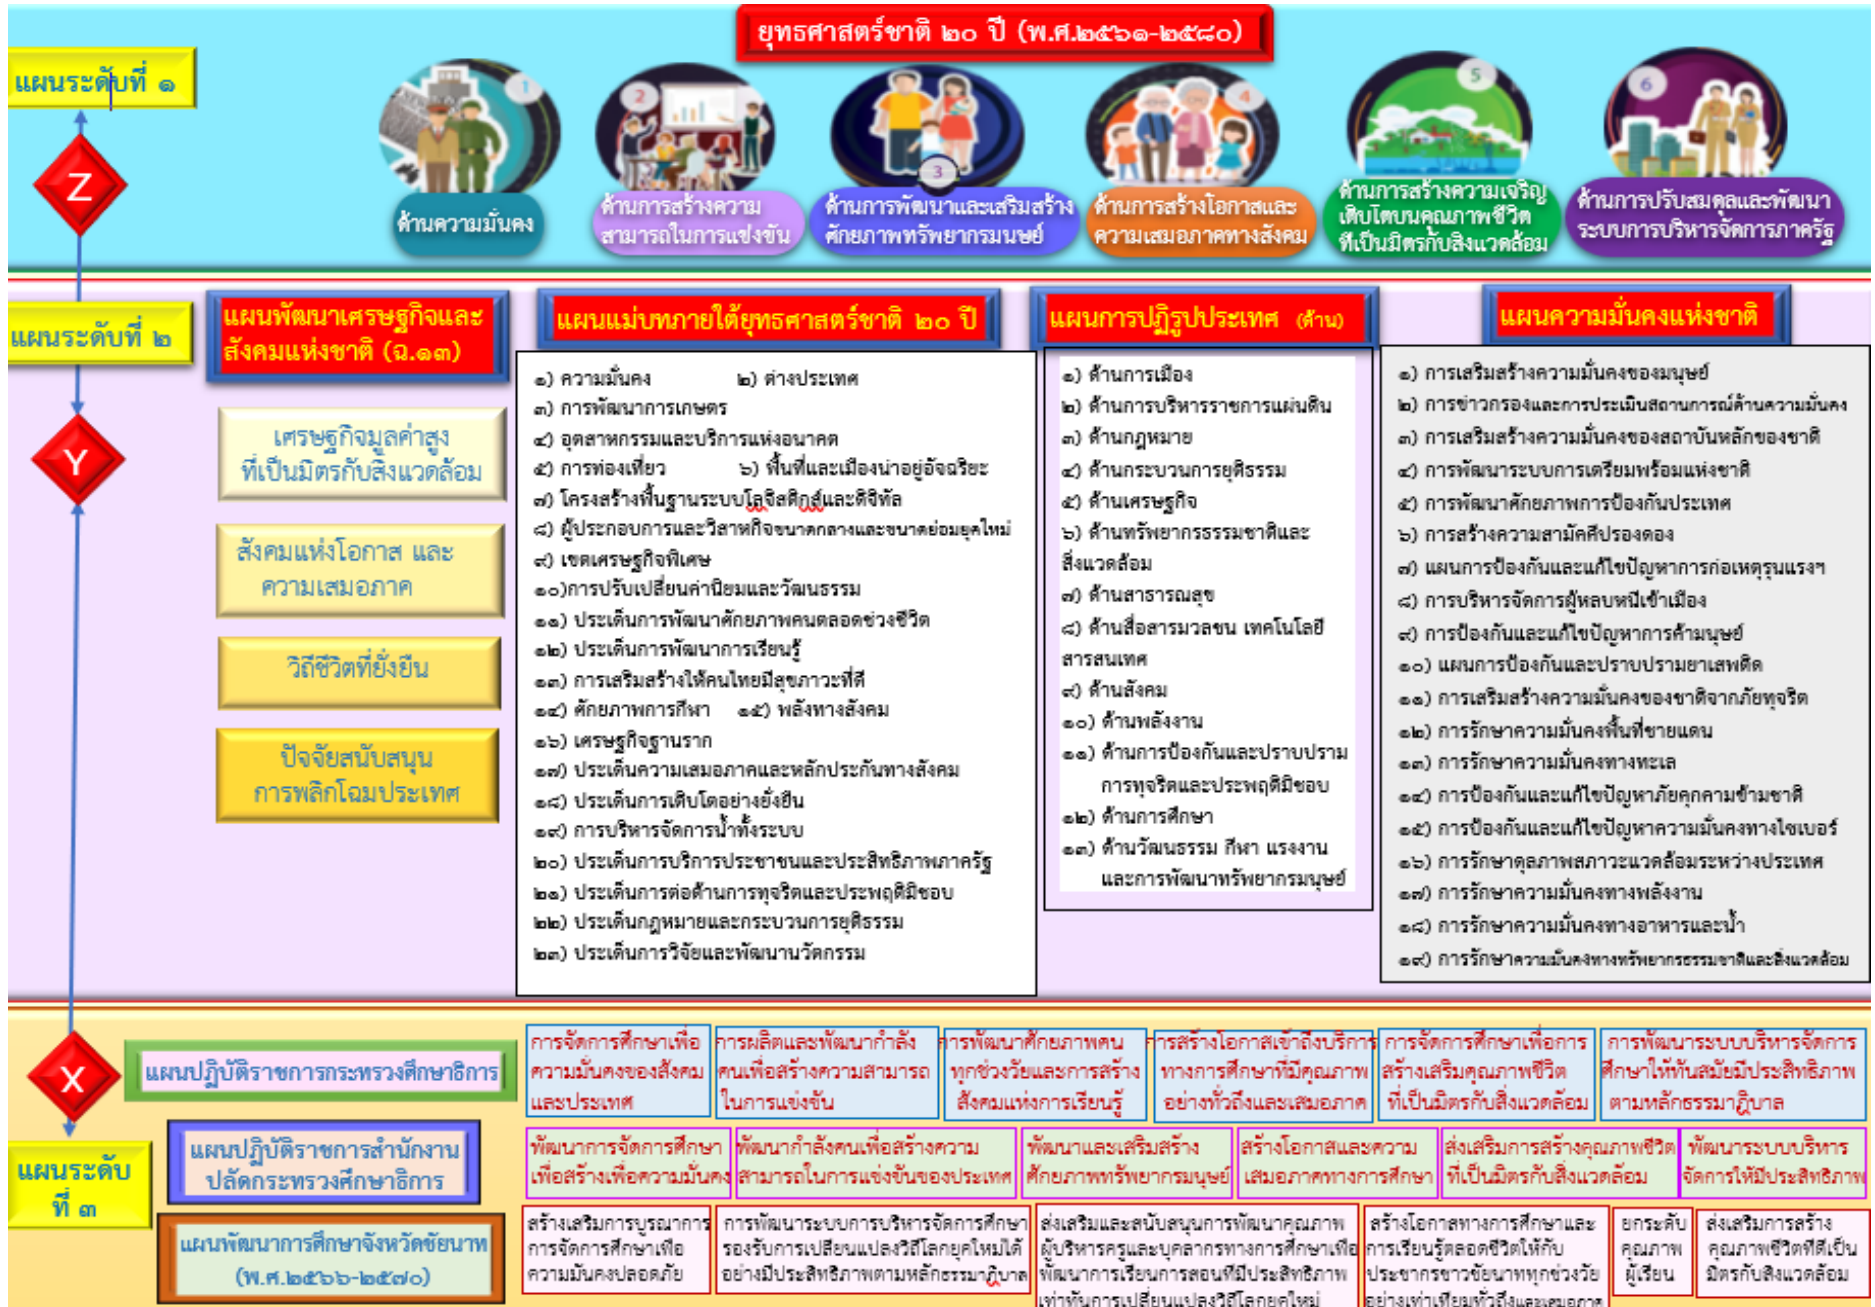 ยุทธศาสตร์ชาติ ๒๐ ปี (พ.ศ.๒๕๖๑-๒๕๘๐)
แผนระดับที่ ๑
Z
1
2
3
4
5
6
ด้านความมั่นคง
ด้านการสร้างความ
สามารถในการแข่งขัน
ด้านการพัฒนาและเสริมสร้าง
ศักยภาพทรัพยากรมนษย์
ด้านการสร้างโอกาสและ
ความเสมอภาคทางสังคม
ด้านการสร้างความเจริญ
เติบโตบนคุณภาพชีวิต
ที่เป็นมิตรกับสิ่งแวดล้อม
ด้านการปรับสมดุลและพัฒนา
ระบบการบริหารจัดการภาครัฐ
แผนระดับที่ ๒
Y
แผนพัฒนาเศรษฐกิจและ
สังคมแห่งชาติ (ฉ.๑๓)
เศรษฐกิจมูลค่าสูง
ที่เป็นมิตรกับสิ่งแวดล้อม
สังคมแห่งโอกาส และ
ความเสมอภาค
วิถีชีวิตที่ยั่งยืน
ปัจจัยสนับสนุน
การพลิกโฉมประเทศ
แผนแม่บทภายใต้ยุทธศาสตร์ชาติ ๒๐ ปี
๑) ความมั่นคง ๒) ต่างประเทศ
๓) การพัฒนาการเกษตร
๔) อุตสาหกรรมและบริการแห่งอนาคต
๕) การท่องเที่ยว ๖) พื้นที่และเมืองน่าอยู่อัจฉริยะ
๗) โครงสร้างพื้นฐานระบบโลจิสติกส์และดิจิทัล
๘) ผู้ประกอบการและวิสาหกิจขนาดกลางและขนาดย่อมยุคใหม่
๙) เขตเศรษฐกิจพิเศษ
๑๐)การปรับเปลี่ยนค่านิยมและวัฒนธรรม
๑๑) ประเด็นการพัฒนาศักยภาพคนตลอดช่วงชีวิต
๑๒) ประเด็นการพัฒนาการเรียนรู้
๑๓) การเสริมสร้างให้คนไทยมีสุขภาวะที่ดี
๑๔) ศักยภาพการกีฬา ๑๕) พลังทางสังคม
๑๖) เศรษฐกิจฐานราก
๑๗) ประเด็นความเสมอภาคและหลักประกันทางสังคม
๑๘) ประเด็นการเติบโตอย่างยั่งยืน
๑๙) การบริหารจัดการน้ำทั้งระบบ
๒๐) ประเด็นการบริการประชาชนและประสิทธิภาพภาครัฐ
๒๑) ประเด็นการต่อต้านการทุจริตและประพฤติมิชอบ
๒๒) ประเด็นกฎหมายและกระบวนการยุติธรรม
๒๓) ประเด็นการวิจัยและพัฒนานวัตกรรม
แผนการปฏิรูปประเทศ (ด้าน)
๑) ด้านการเมือง
๒) ด้านการบริหารราชการแผ่นดิน
๓) ด้านกฎหมาย
๔) ด้านกระบวนการยุติธรรม
๕) ด้านเศรษฐกิจ
๖) ด้านทรัพยากรธรรมชาติและ
สิ่งแวดล้อม
๗) ด้านสาธารณสุข
๘) ด้านสื่อสารมวลชน เทคโนโลยี
สารสนเทศ
๙) ด้านสังคม
๑๐) ด้านพลังงาน
๑๑) ด้านการป้องกันและปราบปราม
การทุจริตและประพฤติมิชอบ
๑๒) ด้านการศึกษา
๑๓) ด้านวัฒนธรรม กีฬา แรงงาน
และการพัฒนาทรัพยากรมนุษย์
แผนความมั่นคงแห่งชาติ
๑) การเสริมสร้างความมั่นคงของมนุษย์
๒) การข่าวกรองและการประเมินสถานการณ์ด้านความมั่นคง
๓) การเสริมสร้างความมั่นคงของสถาบันหลักของชาติ
๔) การพัฒนาระบบการเตรียมพร้อมแห่งชาติ
๕) การพัฒนาศักยภาพการป้องกันประเทศ
๖) การสร้างความสามัคคีปรองดอง
๗) แผนการป้องกันและแก้ไขปัญหาการก่อเหตุรุนแรงฯ
๘) การบริหารจัดการผู้หลบหนีเข้าเมือง
๙) การป้องกันและแก้ไขปัญหาการค้ามนุษย์
๑๐) แผนการป้องกันและปราบปรามยาเสพติด
๑๑) การเสริมสร้างความมั่นคงของชาติจากภัยทุจริต
๑๒) การรักษาความมั่นคงพื้นที่ชายแดน
๑๓) การรักษาความมั่นคงทางทะเล
๑๔) การป้องกันและแก้ไขปัญหาภัยคุกคามข้ามชาติ
๑๕) การป้องกันและแก้ไขปัญหาความมั่นคงทางไซเบอร์
๑๖) การรักษาดุลภาพสภาวะแวดล้อมระหว่างประเทศ
๑๗) การรักษาความมั่นคงทางพลังงาน
๑๘) การรักษาความมั่นคงทางอาหารและน้ำ
๑๙) การรักษาความมั่นคงทางทรัพยากรธรรมชาติและสิ่งแวดล้อม
X
แผนระดับ
ที่ ๓
แผนปฏิบัติราชการกระทรวงศึกษาธิการ
การจัดการศึกษาเพื่อ
ความมั่นคงของสังคม
และประเทศ
การผลิตและพัฒนากำลัง
คนเพื่อสร้างความสามารถ
ในการแข่งขัน
การพัฒนาศักยภาพคน
ทุกช่วงวัยและการสร้าง
สังคมแห่งการเรียนรู้
การสร้างโอกาสเข้าถึงบริการ
ทางการศึกษาที่มีคุณภาพ
อย่างทั่วถึงและเสมอภาค
การจัดการศึกษาเพื่อการ
สร้างเสริมคุณภาพชีวิต
ที่เป็นมิตรกับสิ่งแวดล้อม
การพัฒนาระบบบริหารจัดการ
ศึกษาให้ทันสมัยมีประสิทธิภาพ
ตามหลักธรรมาภิบาล
แผนปฏิบัติราชการสำนักงาน
ปลัดกระทรวงศึกษาธิการ
พัฒนาการจัดการศึกษา
เพื่อสร้างเพื่อความมั่นคง
พัฒนากำลังคนเพื่อสร้างความ
สามารถในการแข่งขันของประเทศ
พัฒนาและเสริมสร้าง
ศักยภาพทรัพยากรมนุษย์
สร้างโอกาสและความ
เสมอภาคทางการศึกษา
ส่งเสริมการสร้างคุณภาพชีวิต
ที่เป็นมิตรกับสิ่งแวดล้อม
พัฒนาระบบบริหาร
จัดการให้มีประสิทธิภาพ
แผนพัฒนาการศึกษาจังหวัดชัยนาท
(พ.ศ.๒๕๖๖-๒๕๗๐)
สร้างเสริมการบูรณาการ
การจัดการศึกษาเพื่อ
ความมั่นคงปลอดภัย
การพัฒนาระบบการบริหารจัดการศึกษา
รองรับการเปลี่ยนแปลงวิถีโลกยุคใหม่ได้
อย่างมีประสิทธิภาพตามหลักธรรมาภิบาล
ส่งเสริมและสนับสนุนการพัฒนาคุณภาพ
ผู้บริหารครูและบุคลากรทางการศึกษาเพื่อ
พัฒนาการเรียนการสอนที่มีประสิทธิภาพ
เท่าทันการเปลี่ยนแปลงวิถีโลกยุคใหม่
สร้างโอกาสทางการศึกษาและ
การเรียนรู้ตลอดชีวิตให้กับ
ประชากรชาวชัยนาททุกช่วงวัย
อย่างเท่าเทียมทั่วถึงและเสมอภาค
ยกระดับ
คุณภาพ
ผู้เรียน
ส่งเสริมการสร้าง
คุณภาพชีวิตที่ดีเป็น
มิตรกับสิ่งแวดล้อม